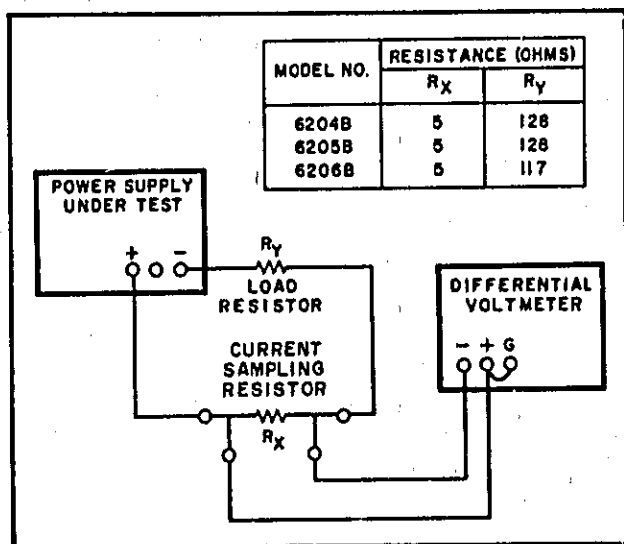 MODEL NO.
RESISTANCE (OHMS)
RX
RY
6204B 5 128
6205B 5 128
6206B 5 117
POWER SUPPLY
UNDER TEST
+ -
RY
LOAD
RESISTOR
DIFFERENTIAL
VOLTMETER
- + G
CURRENT
SAMPLING
RESISTOR
RX